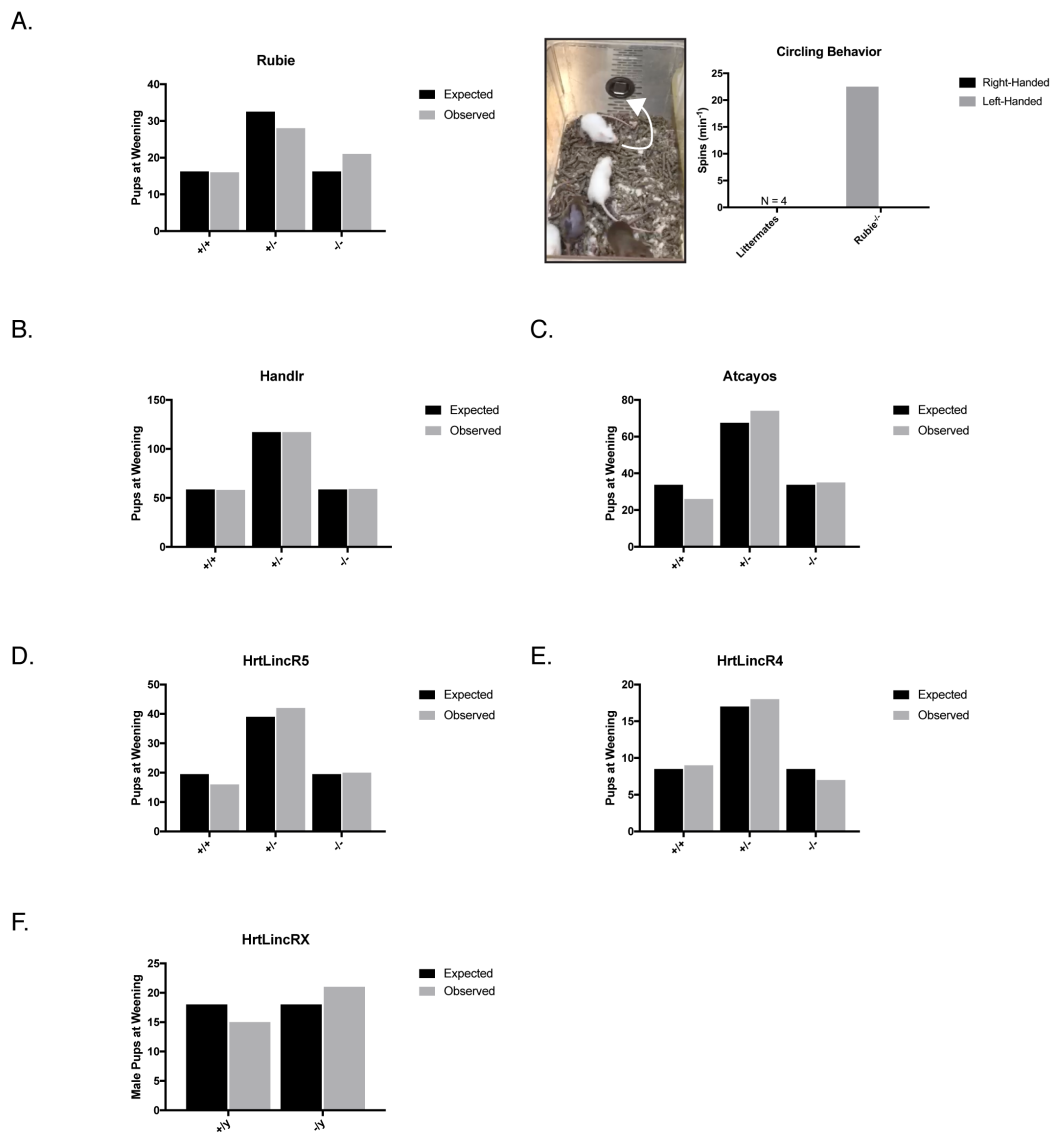 A.
Rubie
Pups at Weening
40
30
20
10
0
+/+
+/-
-/-
Expected
Observed
Circling Behavior
Spins (min⁻¹)
25
20
15
10
5
0
N = 4
Littermates
Rubie⁻/⁻
Right-Handed
Left-Handed
B.
Handlr
Pups at Weening
150
100
50
0
+/+
+/-
-/-
Expected
Observed
C.
Atcayos
Pups at Weening
80
60
40
20
0
+/+
+/-
-/-
Expected
Observed
D.
HrtLincR5
Pups at Weening
50
40
30
20
10
0
+/+
+/-
-/-
Expected
Observed
E.
HrtLincR4
Pups at Weening
20
15
10
5
0
+/+
+/-
-/-
Expected
Observed
F.
HrtLincRX
Male Pups at Weening
25
20
15
10
5
0
+/y
-/y
Expected
Observed